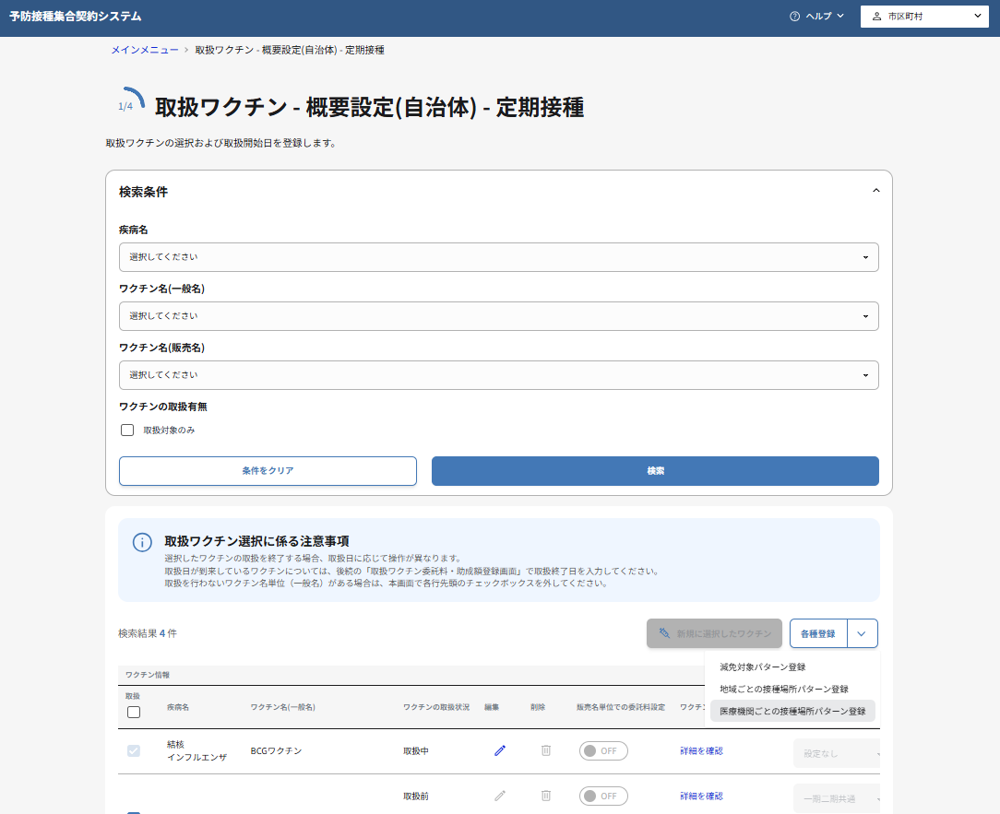 予防接種集合契約システム
ヘルプ
市区町村
メインメニュー > 取扱ワクチン - 概要設定(自治体) - 定期接種
1/4
取扱ワクチン - 概要設定(自治体) - 定期接種
取扱ワクチンの選択および取扱開始日を登録します。
検索条件
疾病名
選択してください
ワクチン名(一般名)
選択してください
ワクチン名(販売名)
選択してください
ワクチンの取扱有無
取扱対象のみ
条件をクリア
検索
取扱ワクチン選択に係る注意事項
選択したワクチンの取扱を終了する場合、取扱日に応じて操作が異なります。
取扱日が到来しているワクチンについては、後続の「取扱ワクチン委託料・助成額登録画面」で取扱終了日を入力してください。
取扱を行わないワクチン名単位（一般名）がある場合は、本画面で各行先頭のチェックボックスを外してください。
検索結果 4 件
新規に選択したワクチン
各種登録
減免対象パターン登録
地域ごとの接種場所パターン登録
医療機関ごとの接種場所パターン登録
ワクチン情報
取扱
疾病名
ワクチン名(一般名)
ワクチンの取扱状況
編集
削除
販売名単位での委託料設定
ワクチン
結核
インフルエンザ
BCGワクチン
取扱中
OFF
詳細を確認
設定なし
取扱前
OFF
詳細を確認
一期二期共通